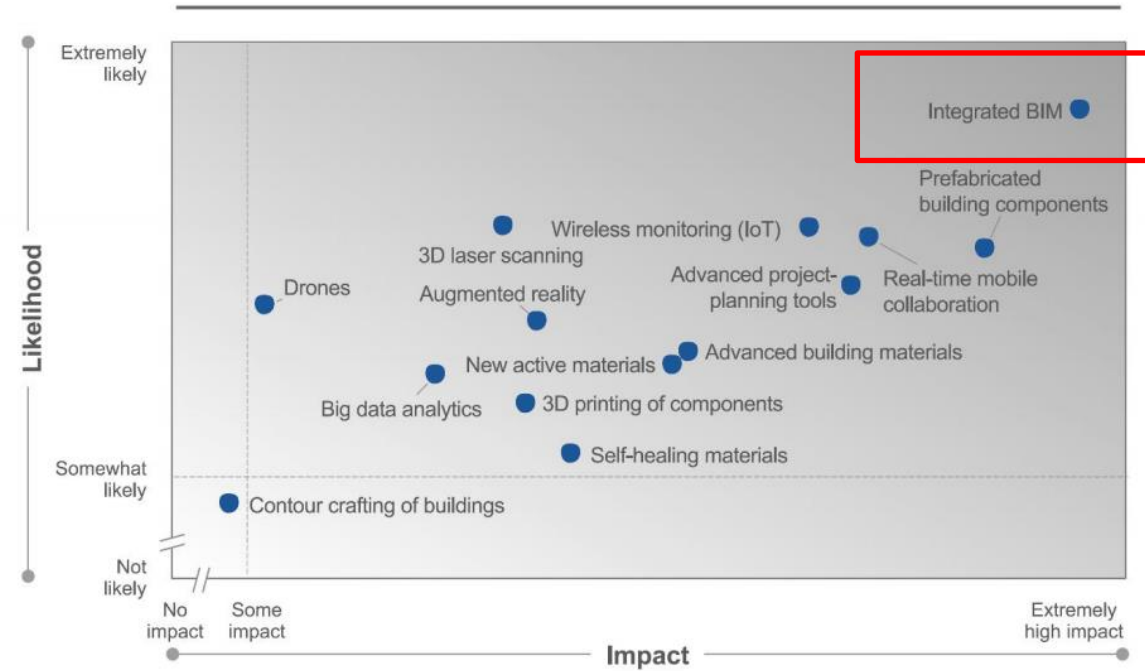 Extremely
likely
Integrated BIM
Prefabricated
building components
Wireless monitoring (IoT)
3D laser scanning
Advanced project-
planning tools
Real-time mobile
collaboration
Drones
Augmented reality
Likelihood
Advanced building materials
New active materials
Big data analytics
3D printing of components
Self-healing materials
Somewhat
likely
Contour crafting of buildings
Not
likely
No
impact
Some
impact
Extremely
high impact
Impact